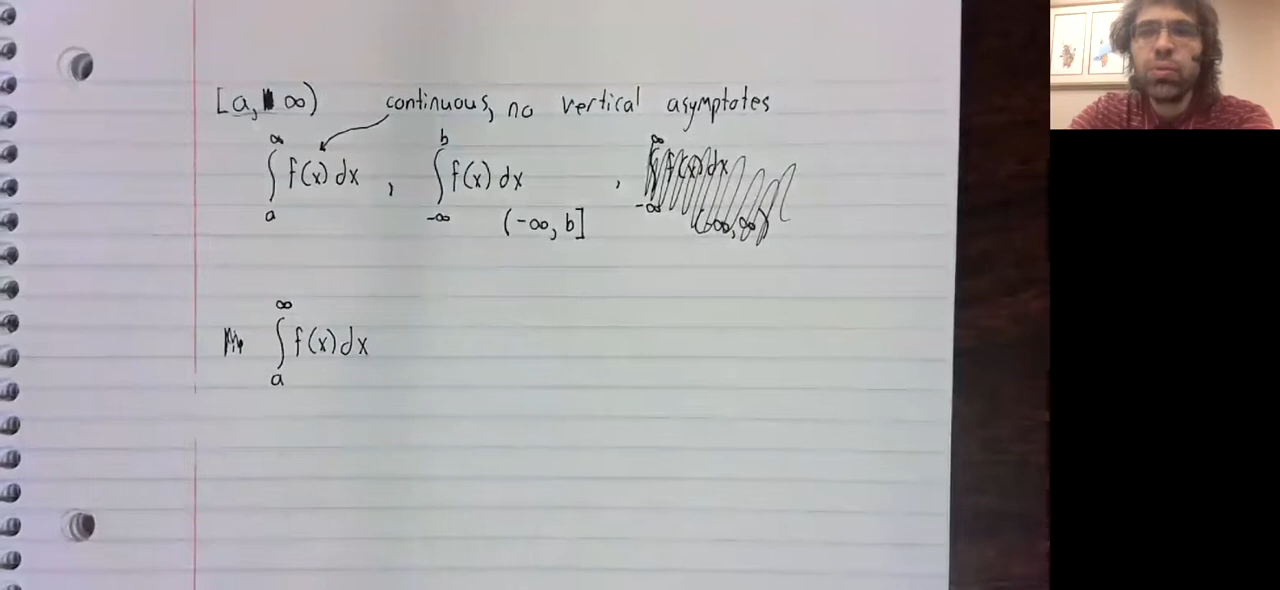 [a, ∞) continuous, no vertical asymptotes
∫_a^∞ f(x) dx , ∫_{-∞}^b f(x) dx ,
(-∞, b]
∫_a^∞ f(x) dx